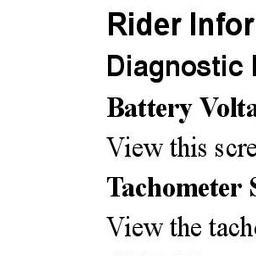 Rider Infor
Diagnostic
Battery Volta
View this scre
Tachometer S
View the tach